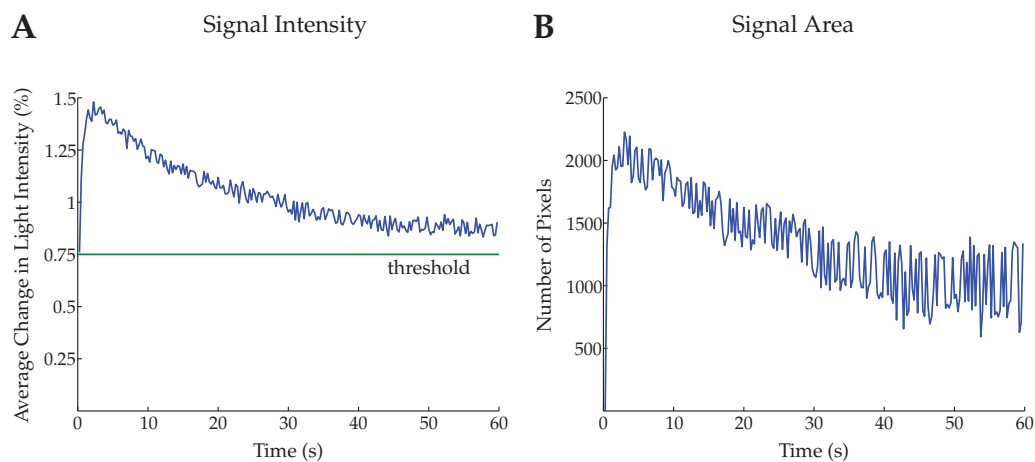 A
Signal Intensity
Average Change in Light Intensity (%)
1.5
1.25
1
0.75
0.5
0.25
threshold
0
10
20
30
40
50
60
Time (s)
B
Signal Area
Number of Pixels
2500
2000
1500
1000
500
0
10
20
30
40
50
60
Time (s)